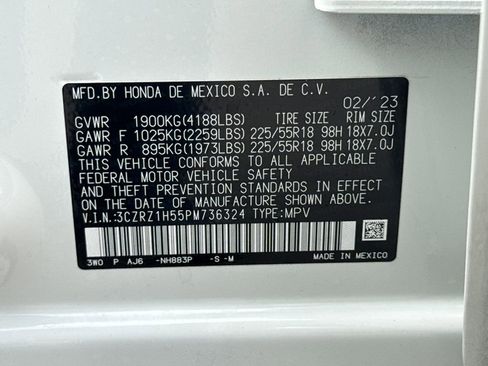 MFD.BY HONDA DE MEXICO S.A. DE C.V.
02/'23
GVWR 1900KG(4188LBS) TIRE SIZE RIM SIZE
GAWR F 1025KG(2259LBS) 225/55R18 98H 18X7.0J
GAWR R 895KG(1973LBS) 225/55R18 98H 18X7.0J
THIS VEHICLE CONFORMS TO ALL APPLICABLE
FEDERAL MOTOR VEHICLE SAFETY
AND THEFT PREVENTION STANDARDS IN EFFECT
ON THE DATE OF MANUFACTURE SHOWN ABOVE.
V.I.N.:3CZRZ1H55PM736324 TYPE:MPV
3WO P AJ6 -NH883P -S -M MADE IN MEXICO